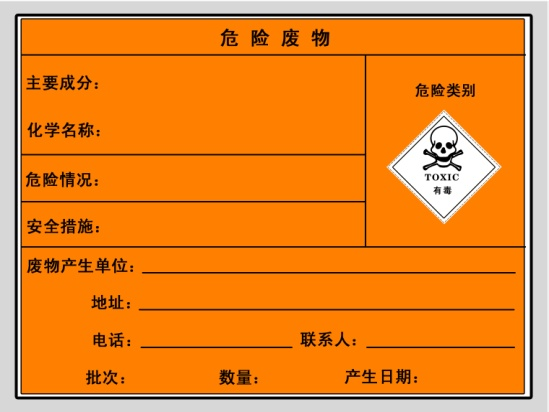 危险废物
主要成分：
危险类别
化学名称：
TOXIC
有毒
危险情况：
安全措施：
废物产生单位：
地址：
电话： 联系人：
批次： 数量： 产生日期：